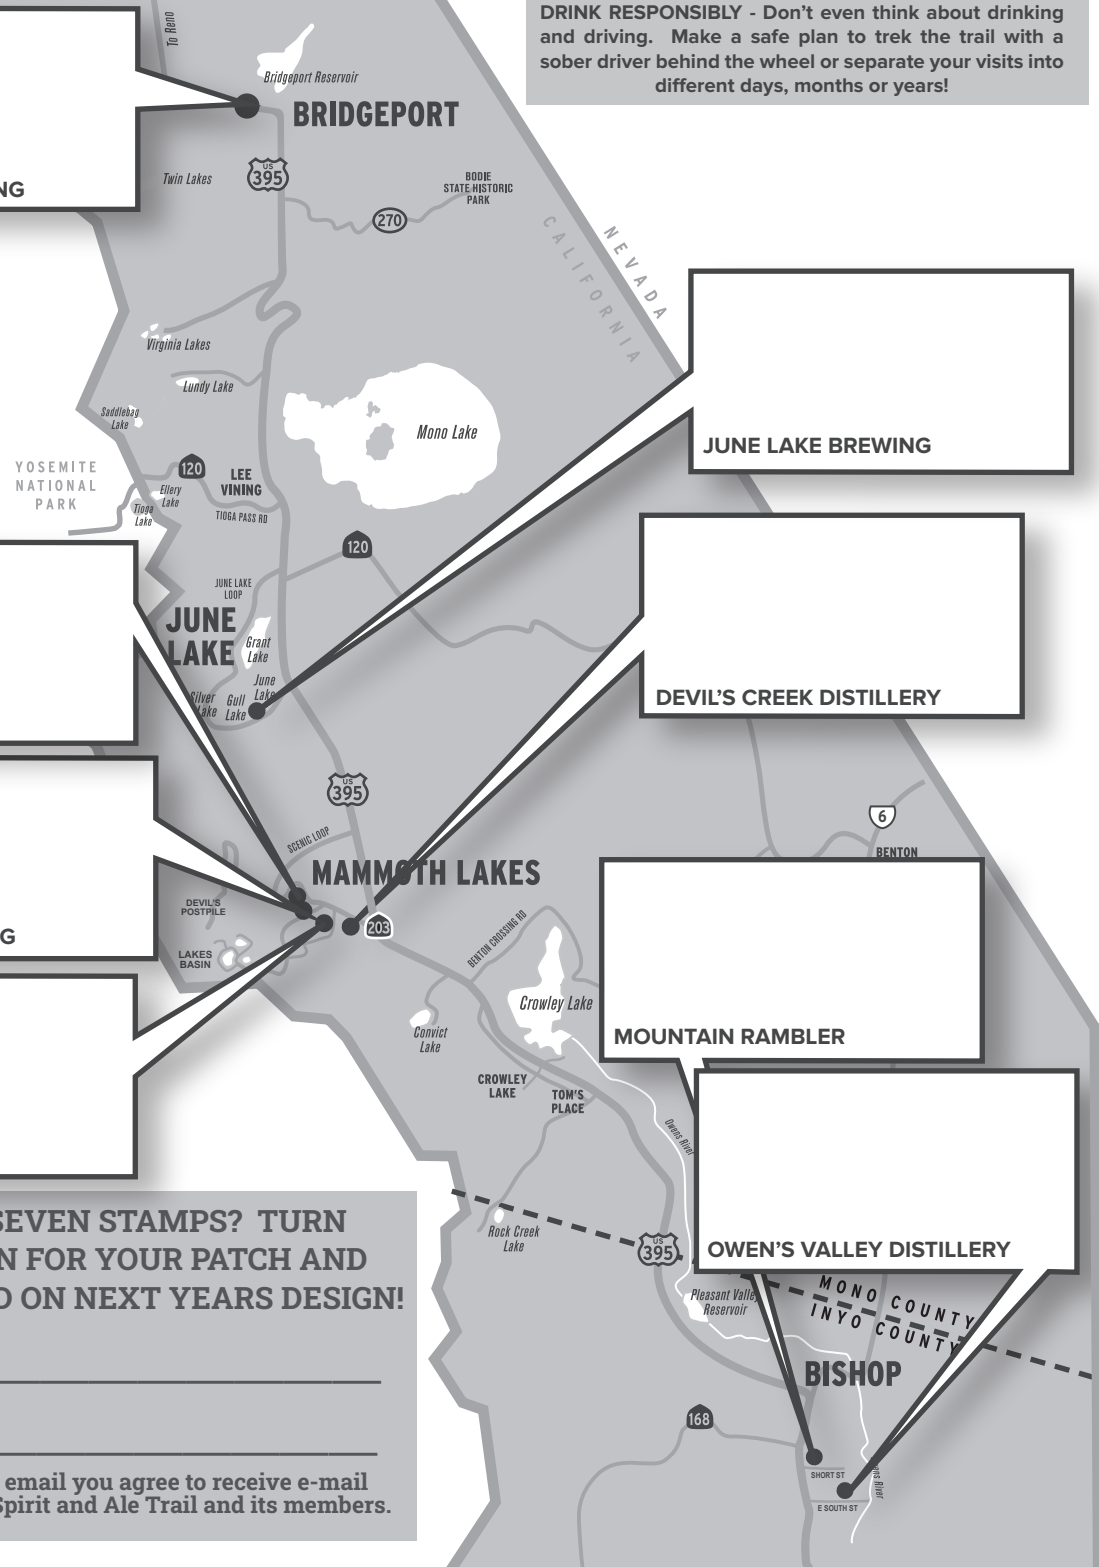 DRINK RESPONSIBLY - Don't even think about drinking
and driving. Make a safe plan to trek the trail with a
sober driver behind the wheel or separate your visits into
different days, months or years!
To Reno
Bridgeport Reservoir
BRIDGEPORT
NG
Twin Lakes
US
395
BODIE
STATE HISTORIC
PARK
270
NEVADA
CALIFORNIA
Virginia Lakes
Lundy Lake
Saddlebag
Lake
Mono Lake
JUNE LAKE BREWING
YOSEMITE
NATIONAL
PARK
120
LEE
VINING
Ellery
Lake
Tioga
Lake
TIOGA PASS RD
120
JUNE LAKE
LOOP
JUNE
LAKE
Grant
Lake
June
Lake
Silver
Lake
Gull
Lake
DEVIL'S CREEK DISTILLERY
US
395
6
BENTON
SCENIC LOOP
MAMMOTH LAKES
DEVIL'S
POSTPILE
203
G
LAKES
BASIN
BENTON CROSSING RD
Crowley Lake
Convict
Lake
MOUNTAIN RAMBLER
CROWLEY
LAKE
TOM'S
PLACE
Owens River
SEVEN STAMPS? TURN
N FOR YOUR PATCH AND
D ON NEXT YEARS DESIGN!
Rock Creek
Lake
US
395
OWEN'S VALLEY DISTILLERY
Pleasant Valley
Reservoir
MONO COUNTY
INYO COUNTY
BISHOP
168
SHORT ST
ens River
E SOUTH ST
email you agree to receive e-mail
Spirit and Ale Trail and its members.